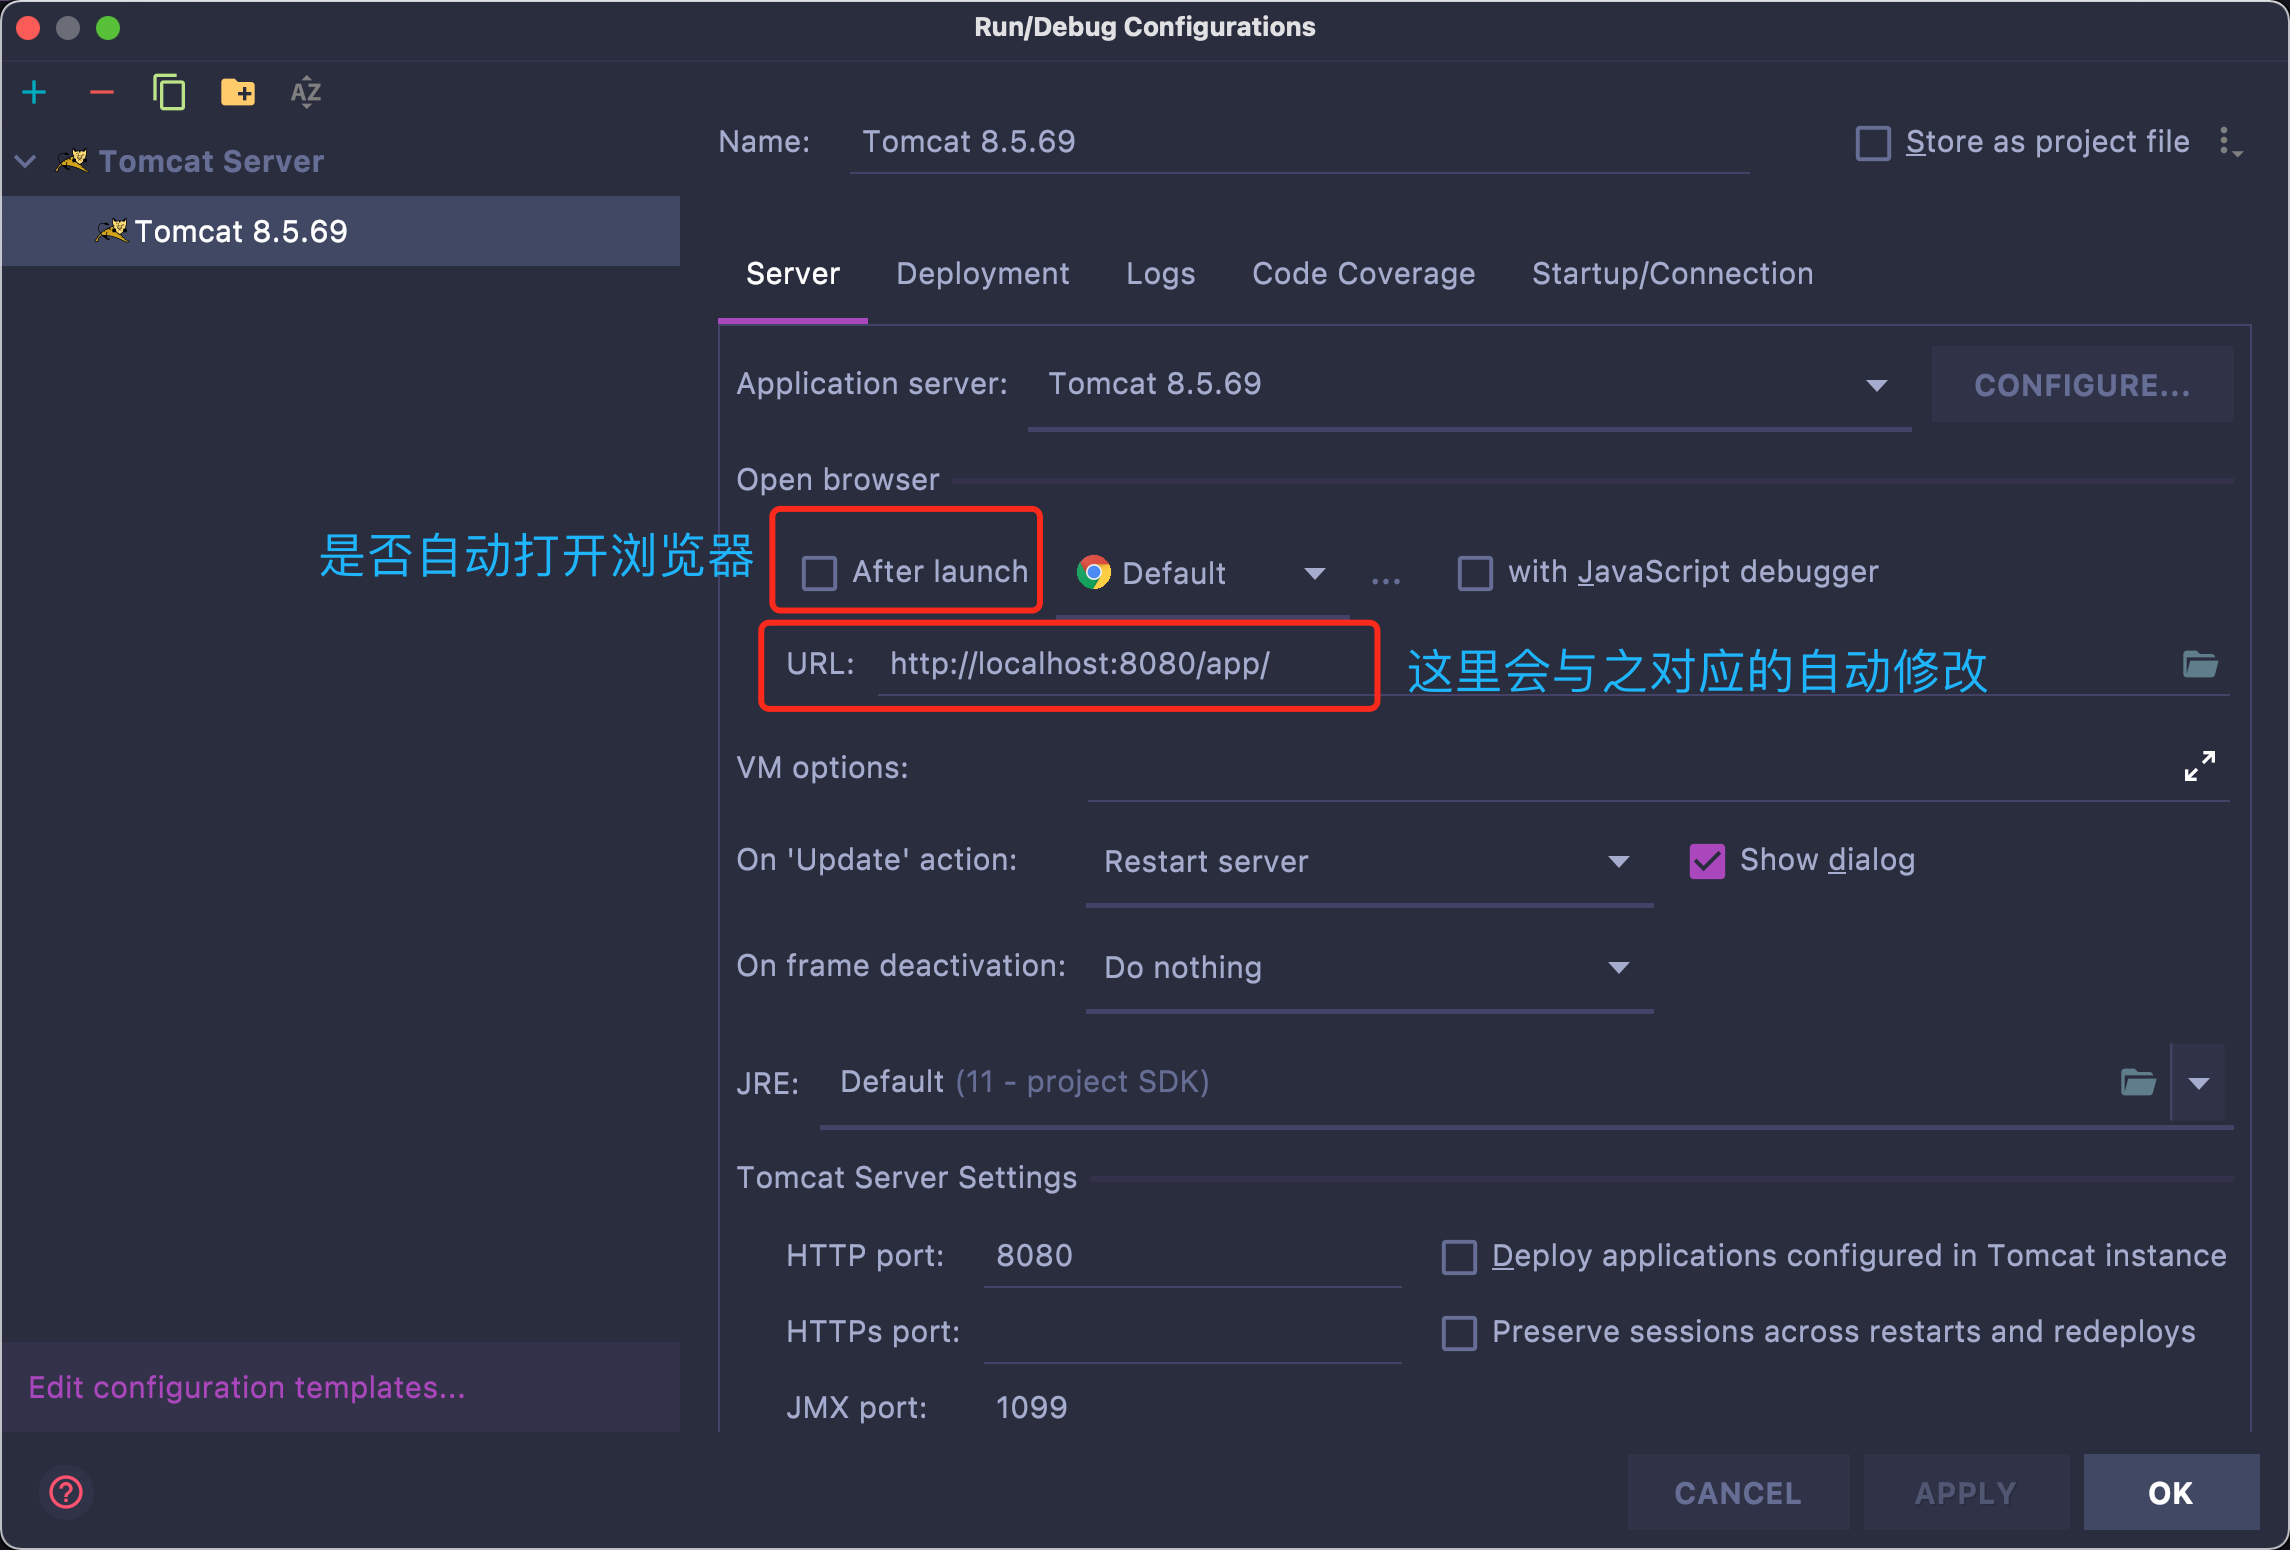 Run/Debug Configurations
Tomcat Server
Tomcat 8.5.69
Edit configuration templates...
Name: Tomcat 8.5.69 Store as project file
Server Deployment Logs Code Coverage Startup/Connection
Application server: Tomcat 8.5.69 CONFIGURE...
Open browser
是否自动打开浏览器 After launch Default ... with JavaScript debugger
URL: http://localhost:8080/app/ 这里会与之对应的自动修改
VM options:
On 'Update' action: Restart server Show dialog
On frame deactivation: Do nothing
JRE: Default (11 - project SDK)
Tomcat Server Settings
HTTP port: 8080 Deploy applications configured in Tomcat instance
HTTPs port: Preserve sessions across restarts and redeploys
JMX port: 1099
CANCEL APPLY OK